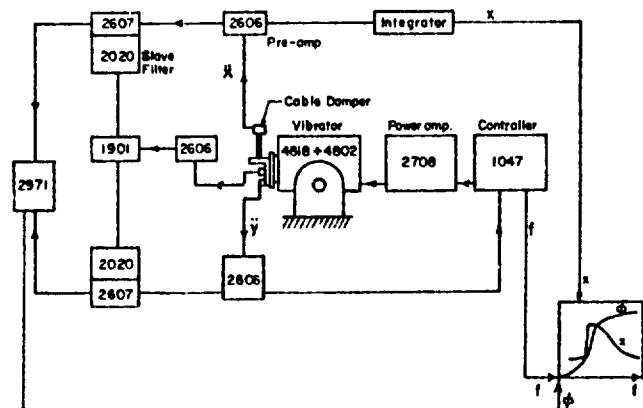 2607
2606
Integrator
x
2020
Slave
Filter
Pre-amp.
ẍ
Cable Damper
Vibrator
Power amp.
Controller
1901
2606
4818 + 4802
2708
1047
2971
ÿ
f
2020
2607
2606
x
ϕ
x
f
f
ϕ